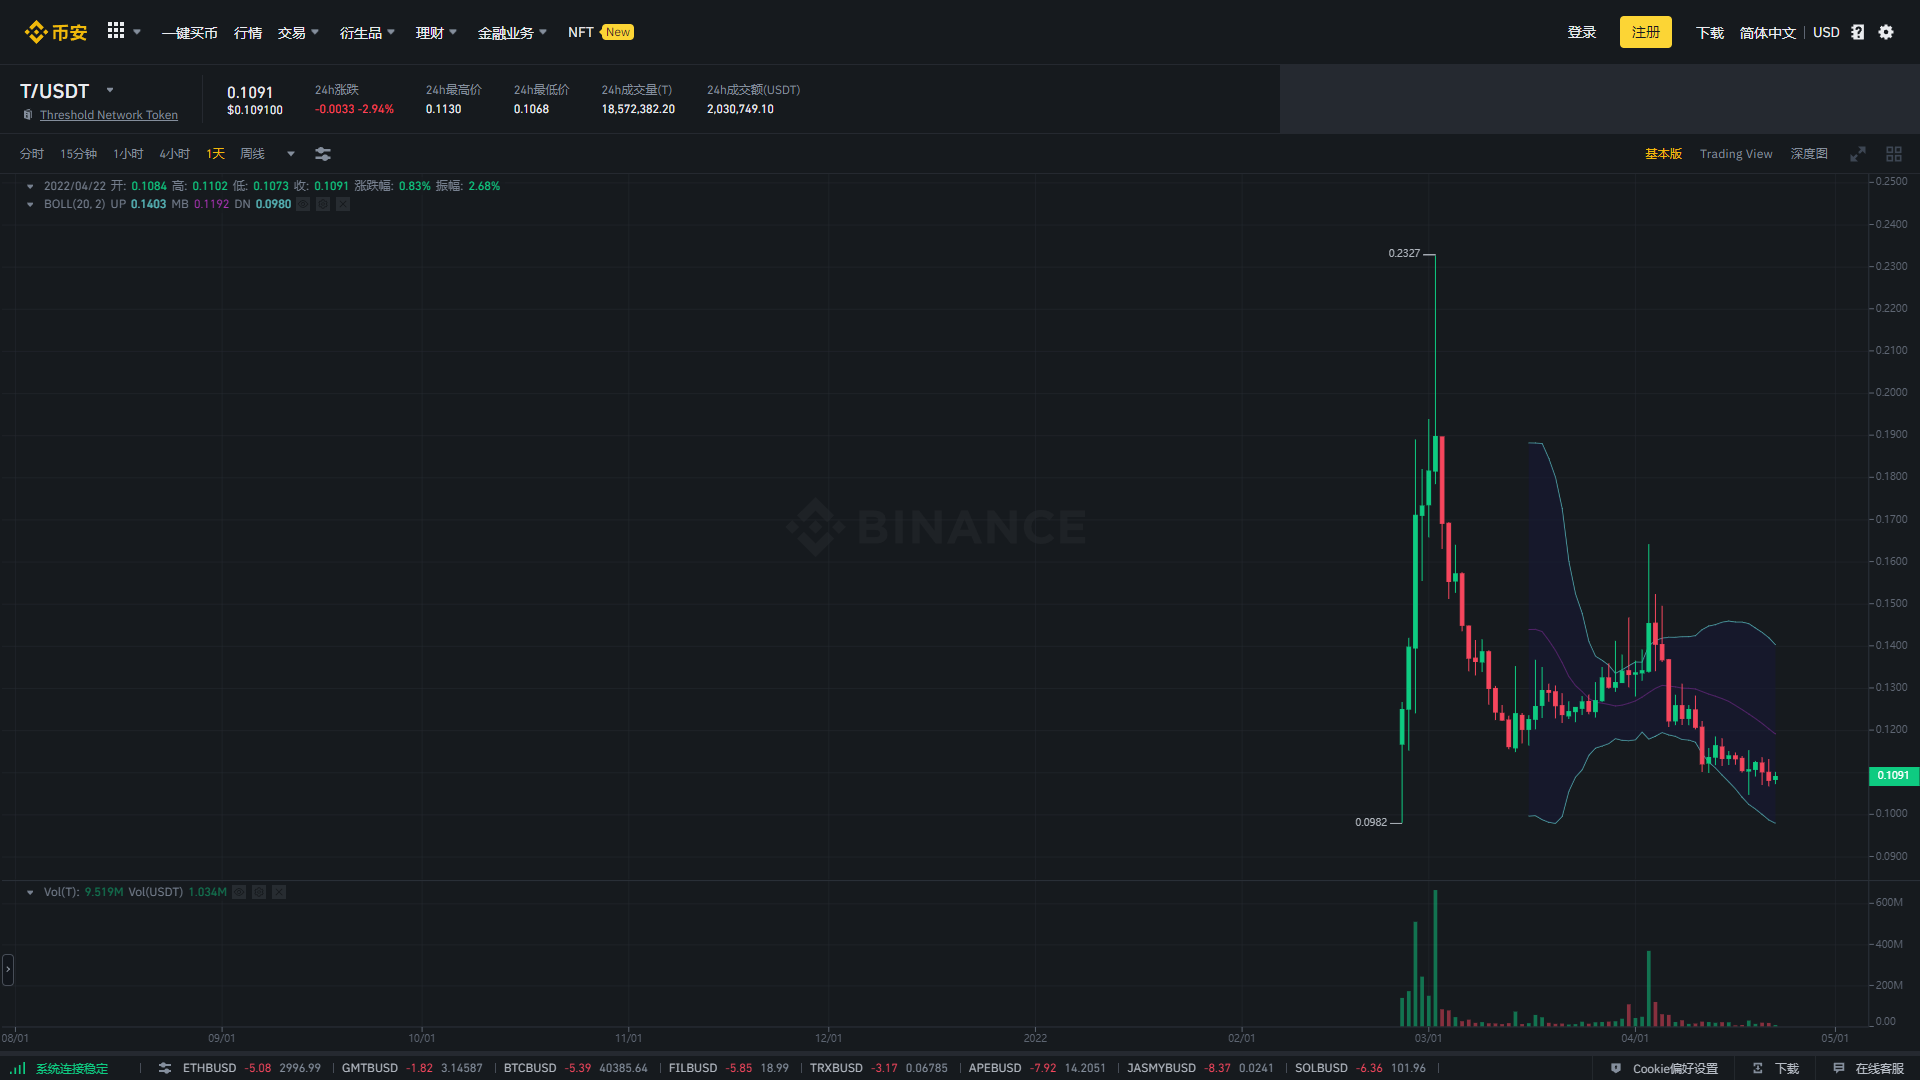 币安 一键买币 行情 交易 衍生品 理财 金融业务 NFT New 登录 注册 下载 简体中文 USD
T/USDT
Threshold Network Token
0.1091
$0.109100
24h涨跌
-0.0033 -2.94%
24h最高价
0.1130
24h最低价
0.1068
24h成交量(T)
18,572,382.20
24h成交额(USDT)
2,030,749.10
分时 15分钟 1小时 4小时 1天 周线 基本版 Trading View 深度图
2022/04/22 开: 0.1084 高: 0.1102 低: 0.1073 收: 0.1091 涨跌幅: 0.83% 振幅: 2.68%
BOLL(20, 2) UP 0.1403 MB 0.1192 DN 0.0980
0.2500
0.2400
0.2300
0.2200
0.2100
0.2000
0.1900
0.1800
0.1700
0.1600
0.1500
0.1400
0.1300
0.1200
0.1091
0.1000
0.0900
0.2327
0.0982
BINANCE
Vol(T): 9.519M Vol(USDT) 1.034M
600M
400M
200M
0.00
08/01 09/01 10/01 11/01 12/01 2022 02/01 03/01 04/01 05/01
系统连接稳定 ETHBUSD -5.08 2996.99 GMTBUSD -1.82 3.14587 BTCBUSD -5.39 40385.64 FILBUSD -5.85 18.99 TRXBUSD -3.17 0.06785 APEBUSD -7.92 14.2051 JASMYBUSD -8.37 0.0241 SOLBUSD -6.36 101.96 Cookie偏好设置 下载 在线客服